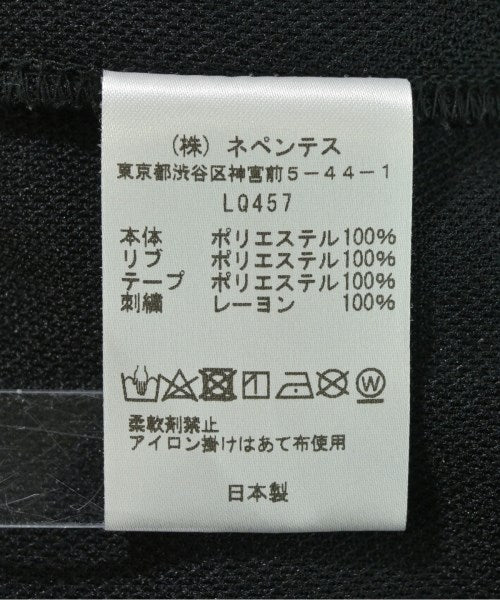 (株) ネペンテス
東京都渋谷区神宮前5-44-1
LQ457
本体 ポリエステル100%
リブ ポリエステル100%
テープ ポリエステル100%
刺繍 レーヨン 100%
W
柔軟剤禁止
アイロン掛けはあて布使用
日本製